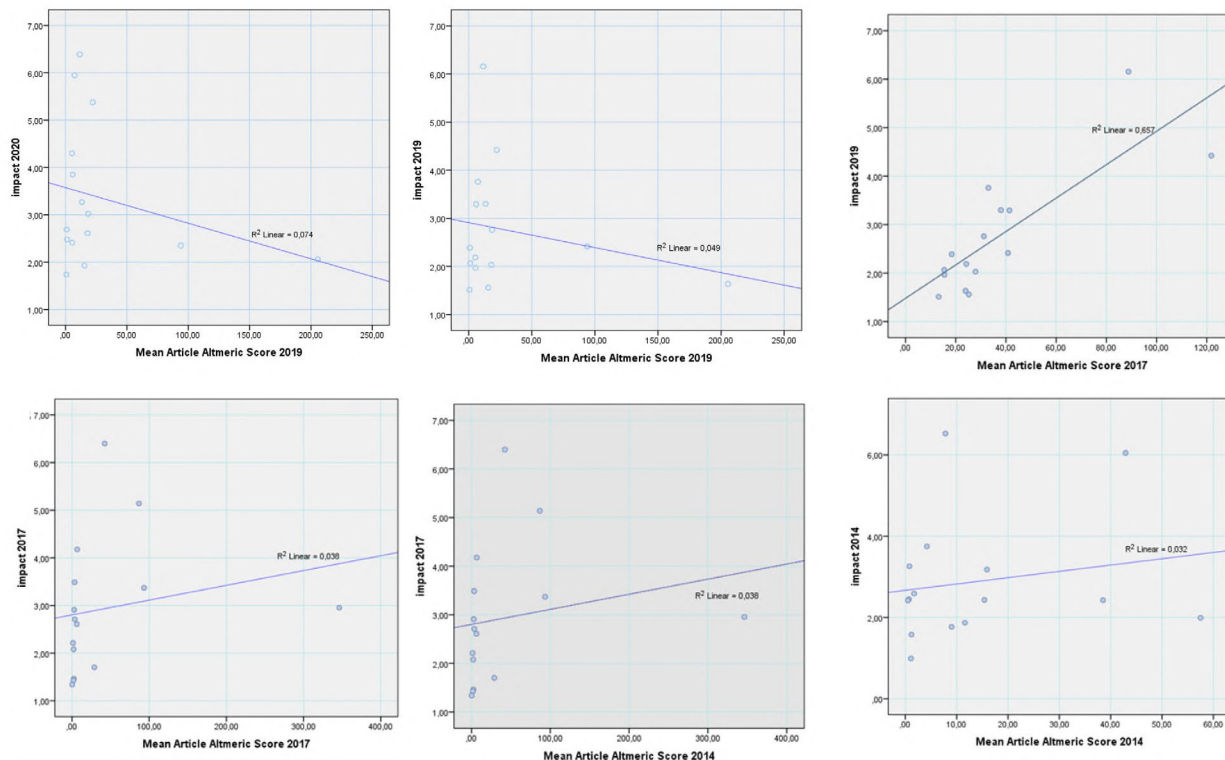 7,00
6,00
5,00
4,00
3,00
2,00
1,00
impact 2020
R2 Linear = 0,074
,00 50,00 100,00 150,00 200,00 250,00
Mean Article Altmeric Score 2019
7,00
6,00
5,00
4,00
3,00
2,00
1,00
impact 2019
R2 Linear = 0,049
,00 50,00 100,00 150,00 200,00 250,00
Mean Article Altmeric Score 2019
7,00
6,00
5,00
4,00
3,00
2,00
1,00
impact 2019
R2 Linear = 0,657
,00 20,00 40,00 60,00 80,00 100,00 120,00
Mean Article Altmeric Score 2017
7,00
6,00
5,00
4,00
3,00
2,00
1,00
impact 2017
R2 Linear = 0,038
,00 100,00 200,00 300,00 400,00
Mean Article Altmeric Score 2017
7,00
6,00
5,00
4,00
3,00
2,00
1,00
impact 2017
R2 Linear = 0,038
,00 100,00 200,00 300,00 400,00
Mean Article Altmeric Score 2014
6,00
4,00
2,00
,00
impact 2014
R2 Linear = 0,032
,00 10,00 20,00 30,00 40,00 50,00 60,00
Mean Article Altmeric Score 2014